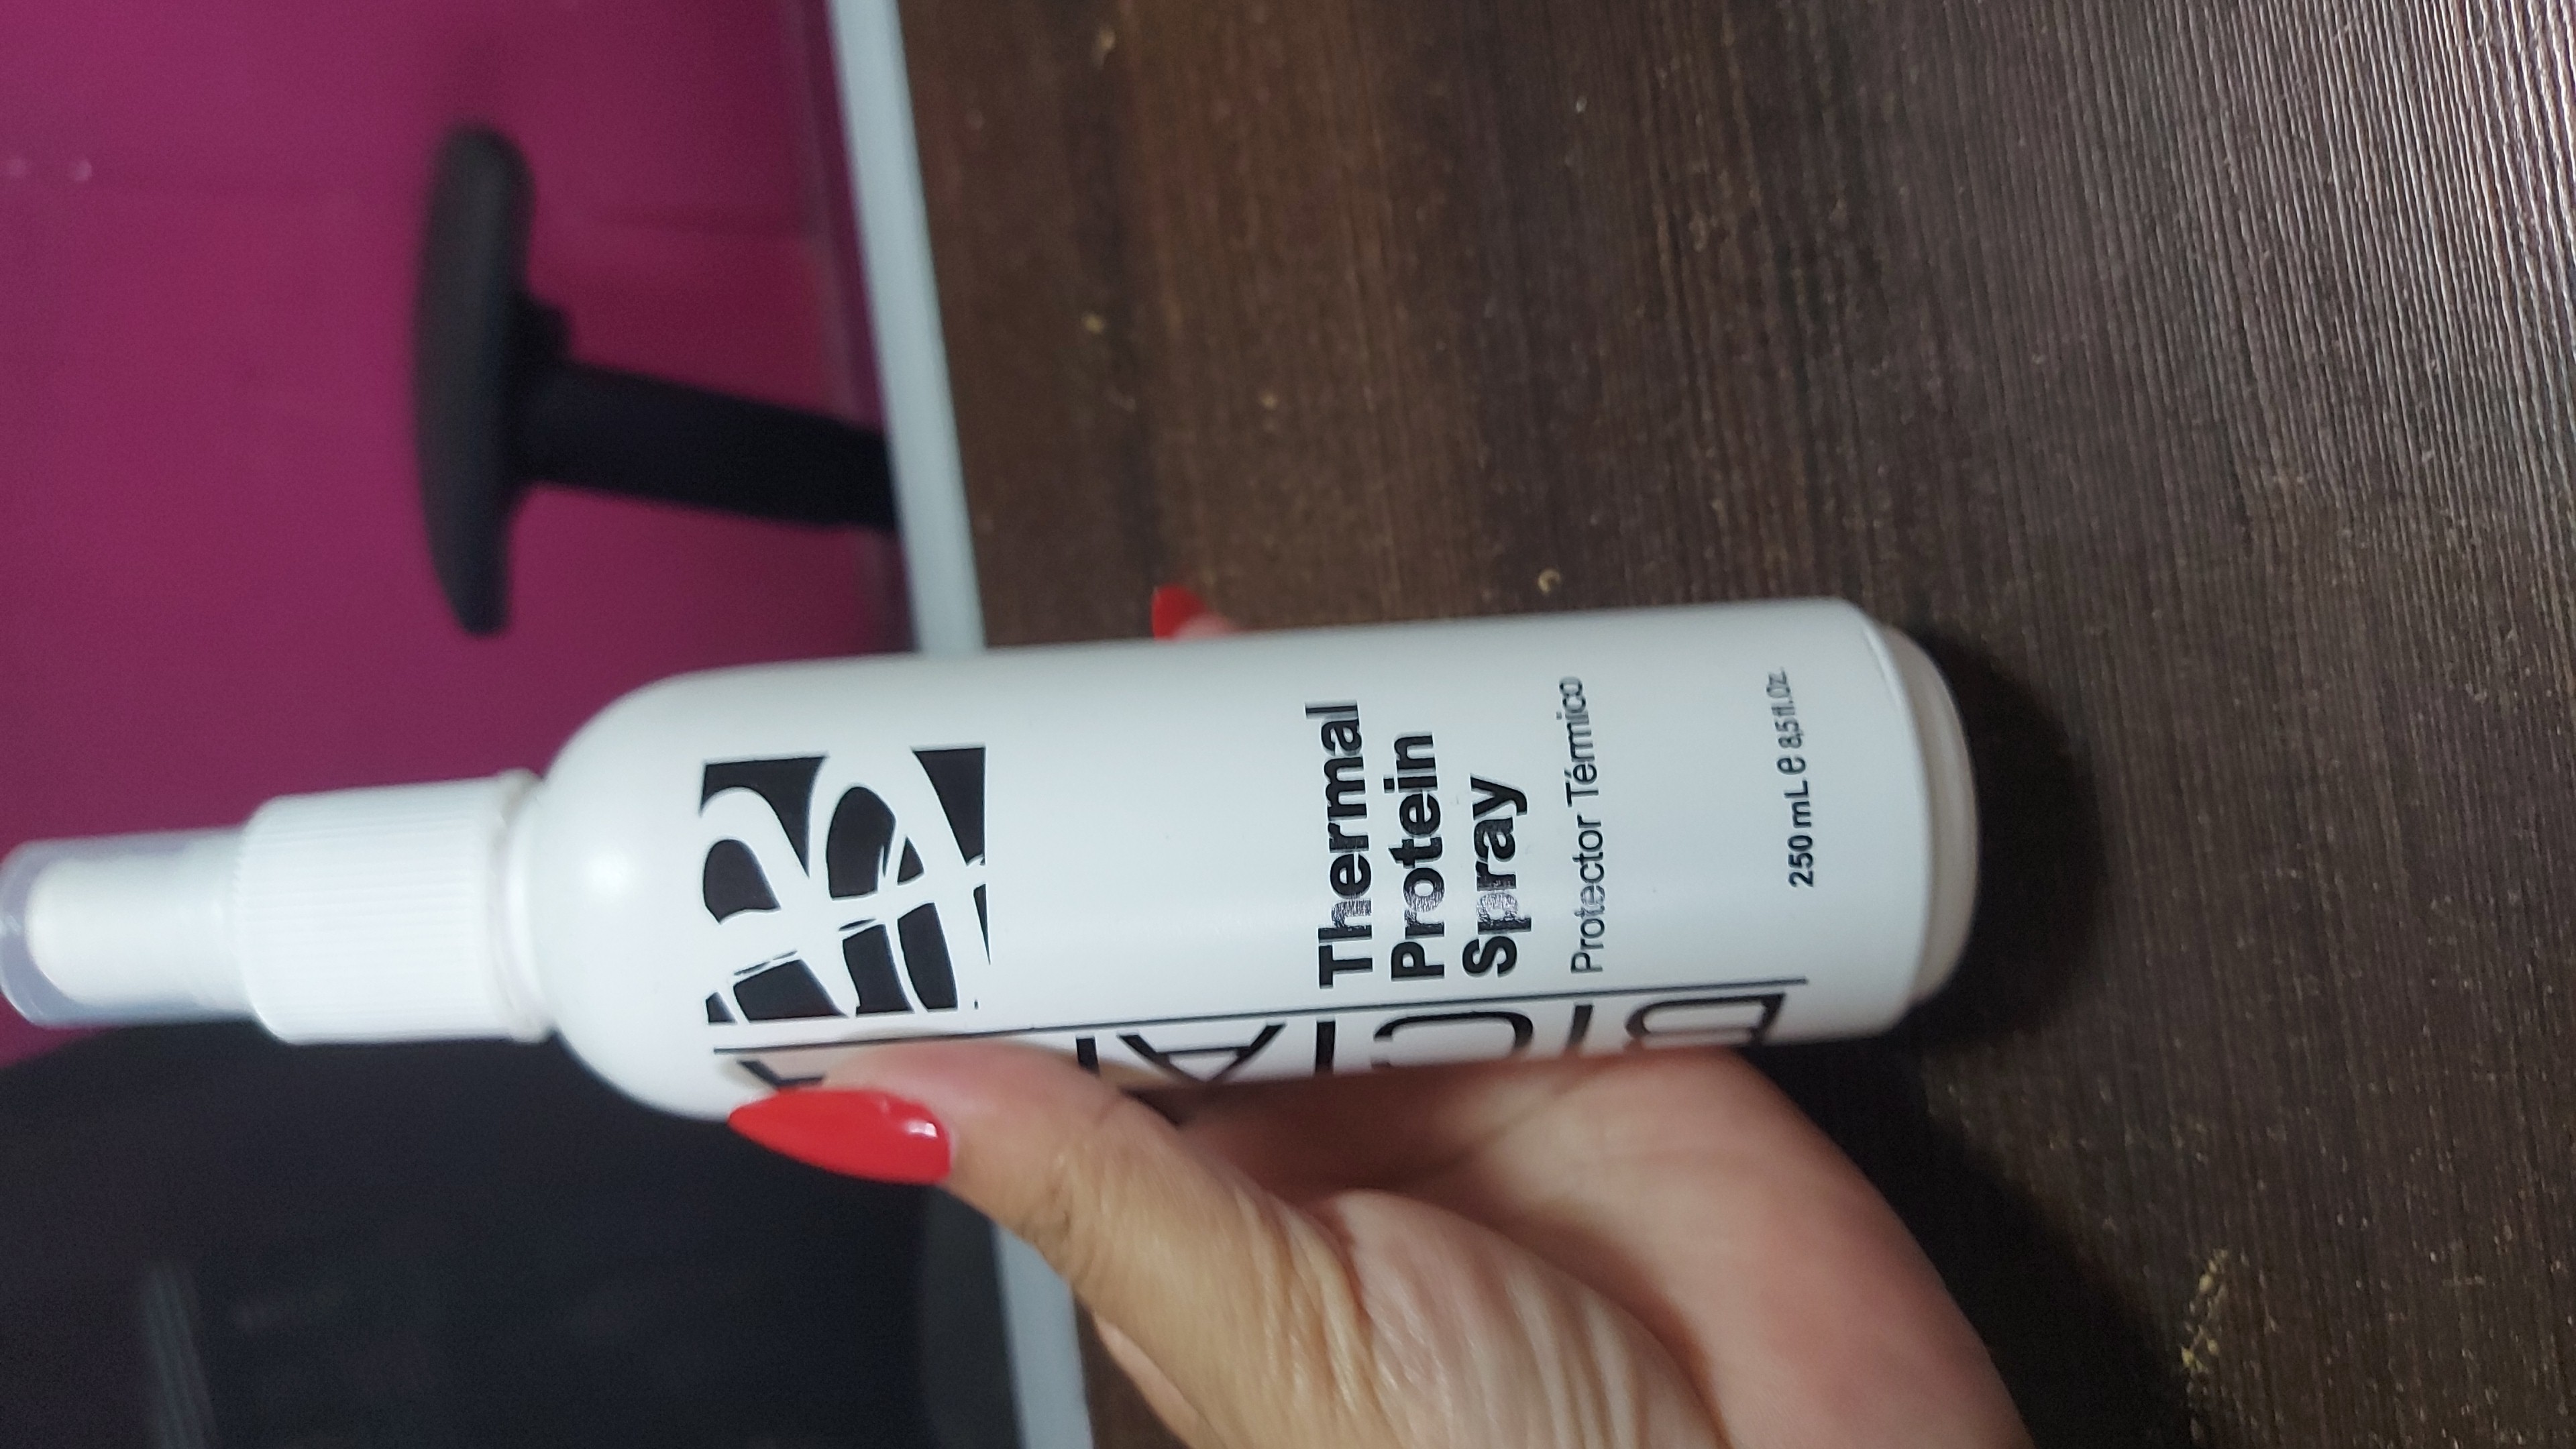 Thermal
Protein
Spray
Protector Térmico
250 mL e 8,5 fl.Oz.